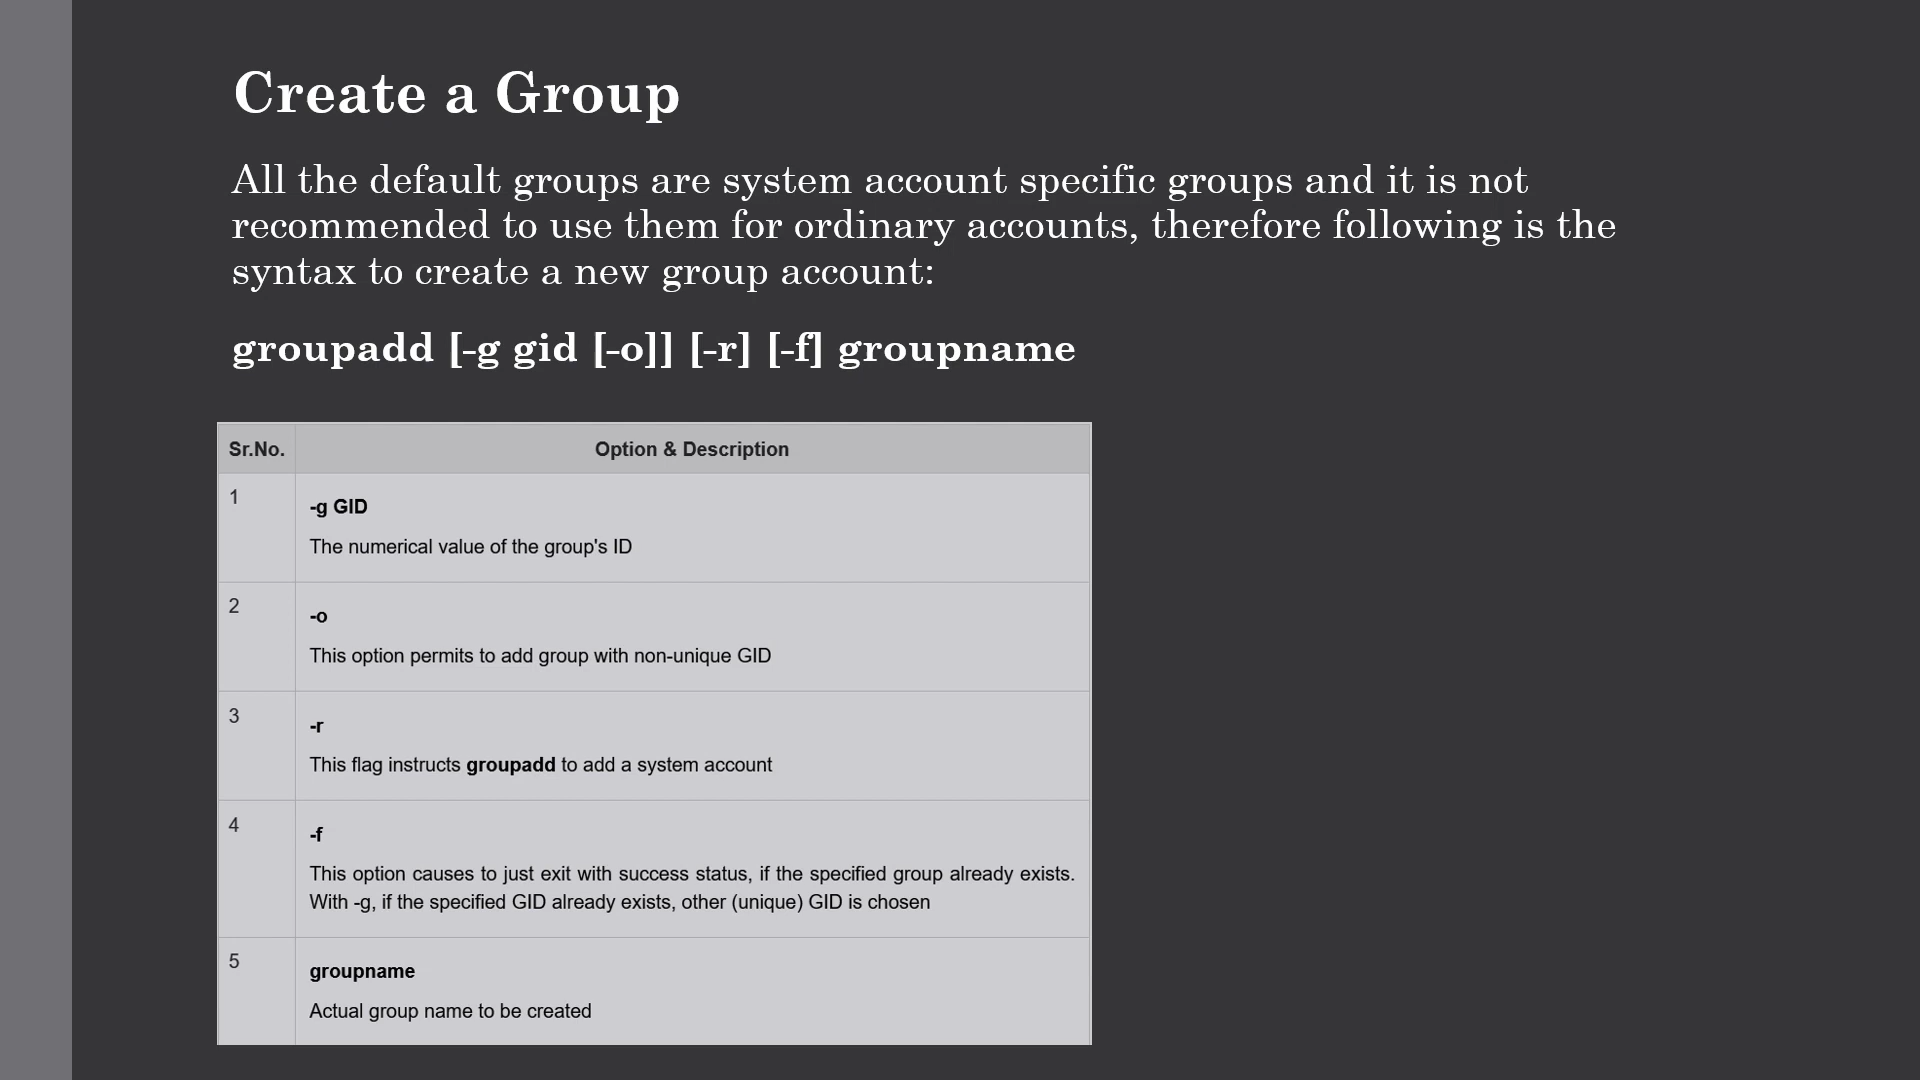 Create a Group
All the default groups are system account specific groups and it is not
recommended to use them for ordinary accounts, therefore following is the
syntax to create a new group account:
groupadd [-g gid [-o]] [-r] [-f] groupname
Sr.No. Option & Description
1
-g GID
The numerical value of the group's ID
2
-o
This option permits to add group with non-unique GID
3
-r
This flag instructs groupadd to add a system account
4
-f
This option causes to just exit with success status, if the specified group already exists.
With -g, if the specified GID already exists, other (unique) GID is chosen
5
groupname
Actual group name to be created